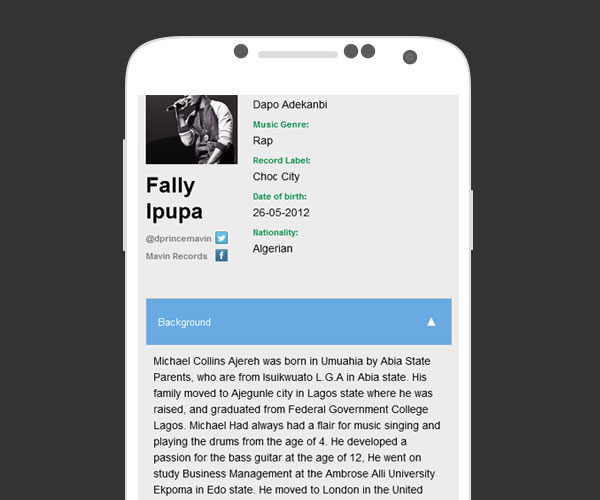 Dapo Adekanbi
Music Genre:
Rap
Record Label:
Choc City
Date of birth:
26-05-2012
Nationality:
Algerian
Fally
Ipupa
@dprincemavin
Mavin Records
Background
Michael Collins Ajereh was born in Umuahia by Abia State
Parents, who are from Isuikwuato L.G.A in Abia state. His
family moved to Ajegunle city in Lagos state where he was
raised, and graduated from Federal Government College
Lagos. Michael Had always had a flair for music singing and
playing the drums from the age of 4. He developed a
passion for the bass guitar at the age of 12, He went on
study Business Management at the Ambrose Alli University
Ekpoma in Edo state. He moved to London in the United